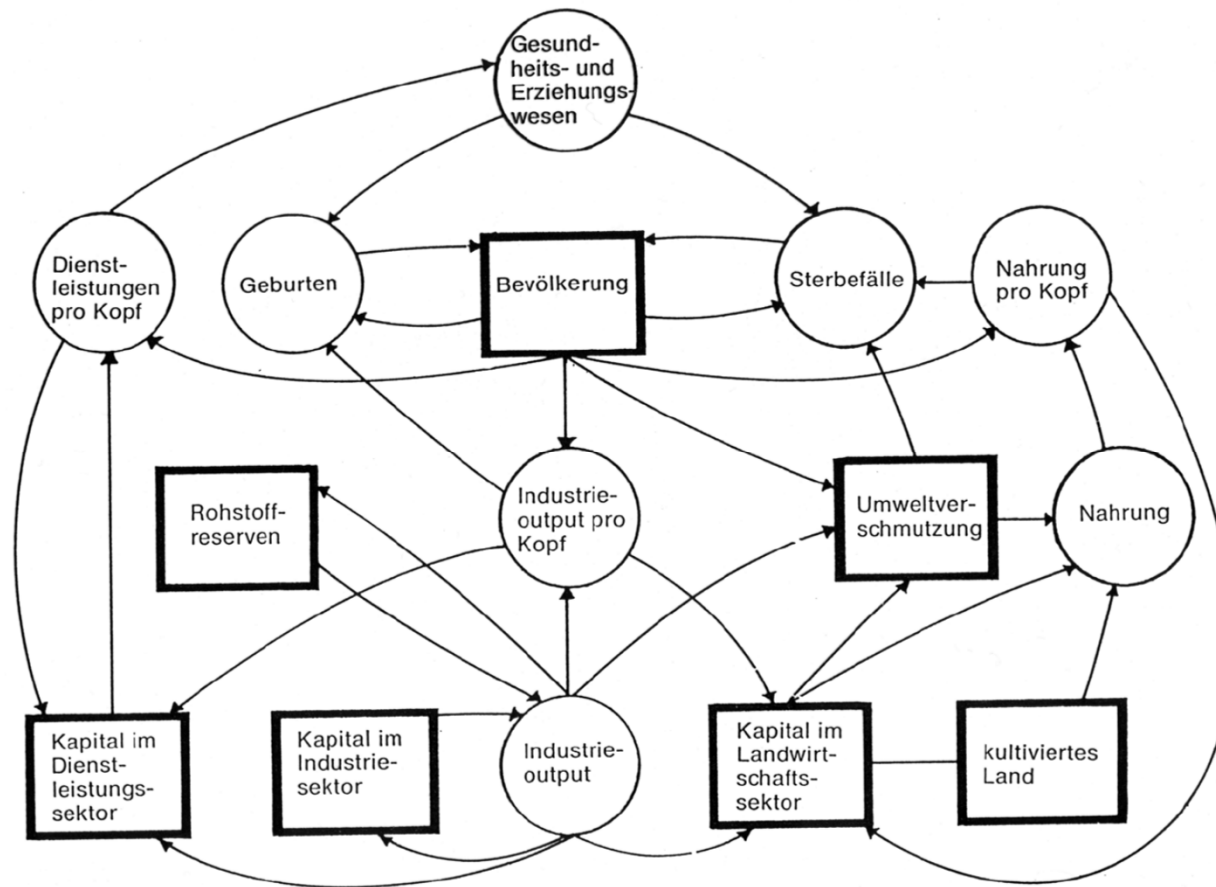 Gesund-
heits- und
Erziehungs-
wesen
Dienst-
leistungen
pro Kopf
Geburten
Bevölkerung
Sterbefälle
Nahrung
pro Kopf
Rohstoff-
reserven
Industrie-
output pro
Kopf
Umweltver-
schmutzung
Nahrung
Kapital im
Dienst-
leistungs-
sektor
Kapital im
Industrie-
sektor
Industrie-
output
Kapital im
Landwirt-
schafts-
sektor
kultiviertes
Land